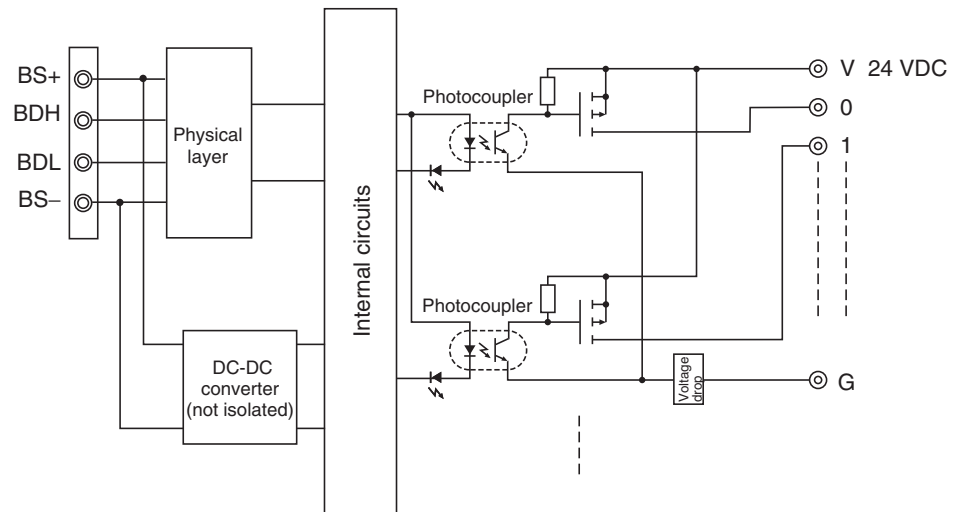 BS+
BDH
BDL
BS−
Physical
layer
DC-DC
converter
(not isolated)
Internal circuits
Photocoupler
Photocoupler
V 24 VDC
0
1
Voltage
drop
G